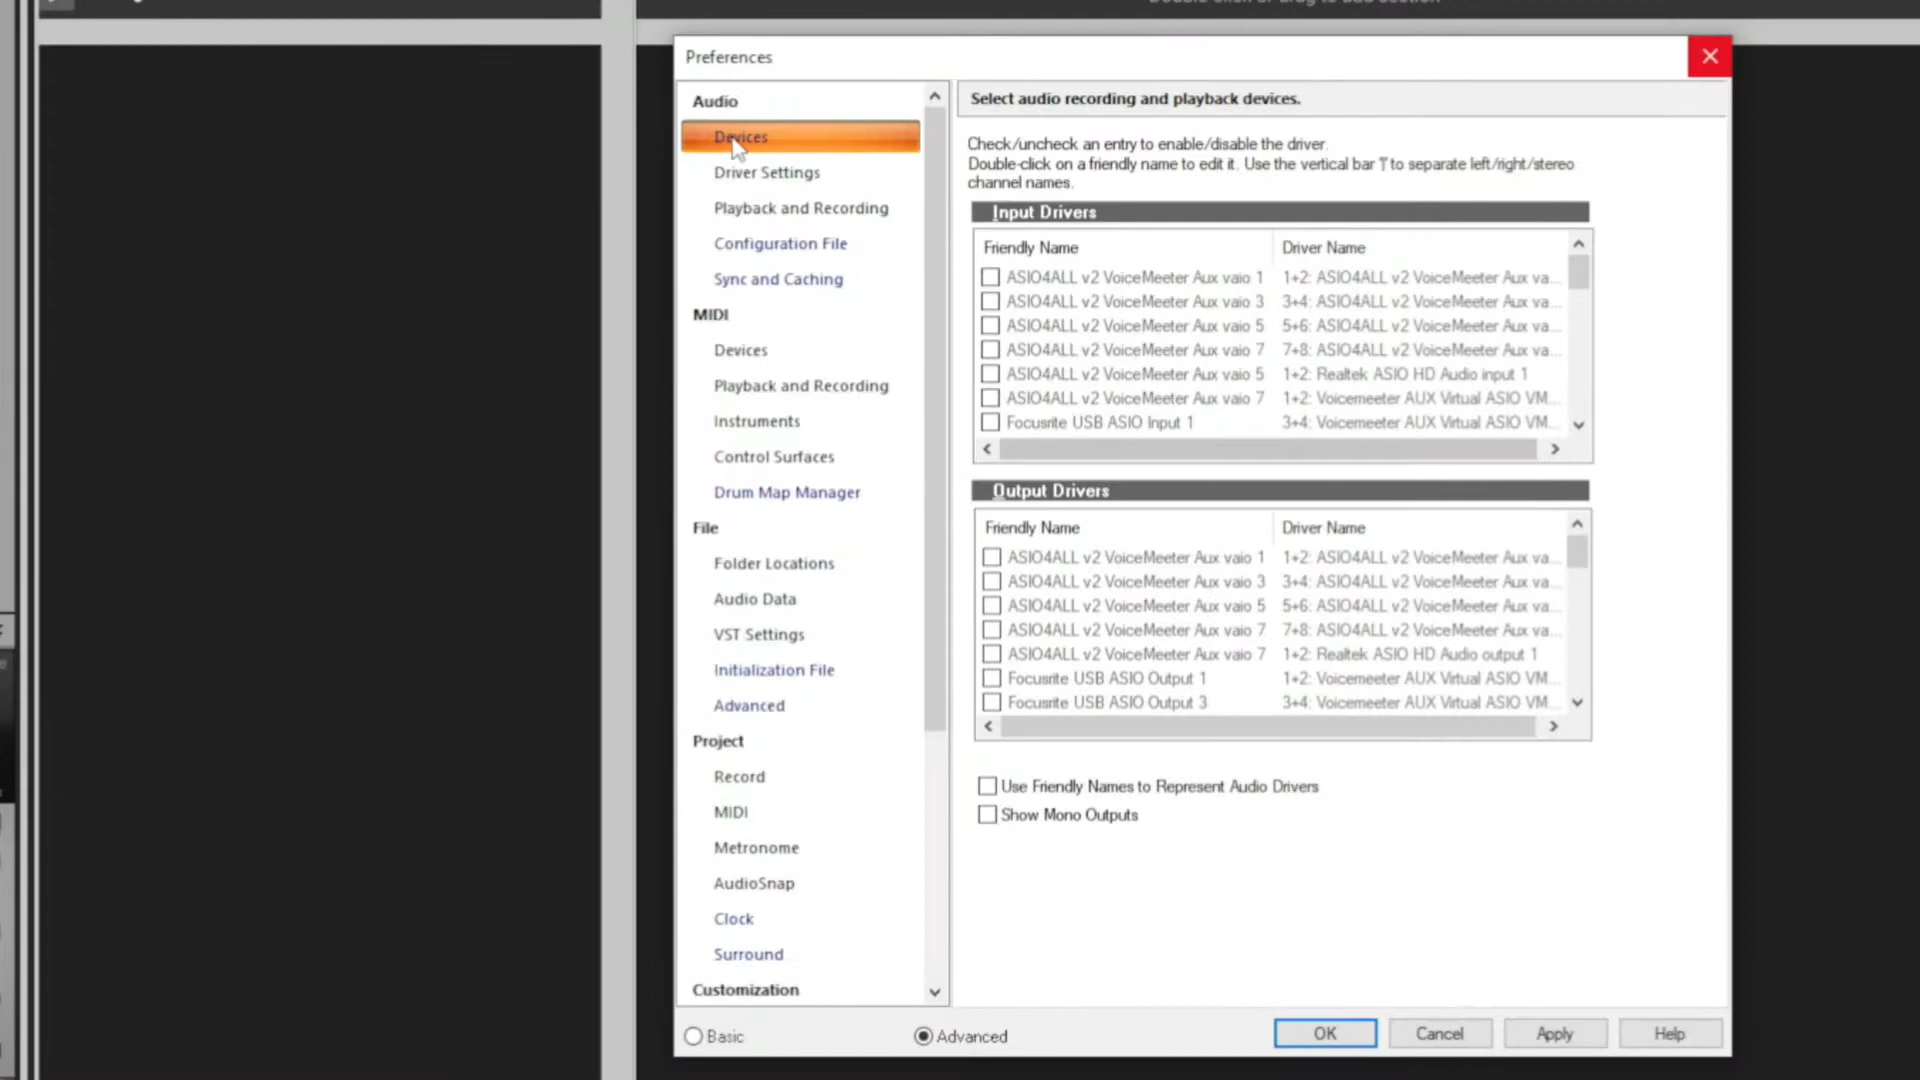 Double-click or drag to add section
Preferences
Audio
Devices
Driver Settings
Playback and Recording
Configuration File
Sync and Caching
MIDI
Devices
Playback and Recording
Instruments
Control Surfaces
Drum Map Manager
File
Folder Locations
Audio Data
VST Settings
Initialization File
Advanced
Project
Record
MIDI
Metronome
AudioSnap
Clock
Surround
Customization
Basic
Advanced
Select audio recording and playback devices.
Check/uncheck an entry to enable/disable the driver.
Double-click on a friendly name to edit it. Use the vertical bar '|' to separate left/right/stereo
channel names.
Input Drivers
Friendly Name Driver Name
ASIO4ALL v2 VoiceMeeter Aux vaio 1 1+2: ASIO4ALL v2 VoiceMeeter Aux va...
ASIO4ALL v2 VoiceMeeter Aux vaio 3 3+4: ASIO4ALL v2 VoiceMeeter Aux va...
ASIO4ALL v2 VoiceMeeter Aux vaio 5 5+6: ASIO4ALL v2 VoiceMeeter Aux va...
ASIO4ALL v2 VoiceMeeter Aux vaio 7 7+8: ASIO4ALL v2 VoiceMeeter Aux va...
ASIO4ALL v2 VoiceMeeter Aux vaio 5 1+2: Realtek ASIO HD Audio input 1
ASIO4ALL v2 VoiceMeeter Aux vaio 7 1+2: Voicemeeter AUX Virtual ASIO VM...
Focusrite USB ASIO Input 1 3+4: Voicemeeter AUX Virtual ASIO VM...
Output Drivers
Friendly Name Driver Name
ASIO4ALL v2 VoiceMeeter Aux vaio 1 1+2: ASIO4ALL v2 VoiceMeeter Aux va...
ASIO4ALL v2 VoiceMeeter Aux vaio 3 3+4: ASIO4ALL v2 VoiceMeeter Aux va...
ASIO4ALL v2 VoiceMeeter Aux vaio 5 5+6: ASIO4ALL v2 VoiceMeeter Aux va...
ASIO4ALL v2 VoiceMeeter Aux vaio 7 7+8: ASIO4ALL v2 VoiceMeeter Aux va...
ASIO4ALL v2 VoiceMeeter Aux vaio 7 1+2: Realtek ASIO HD Audio output 1
Focusrite USB ASIO Output 1 1+2: Voicemeeter AUX Virtual ASIO VM...
Focusrite USB ASIO Output 3 3+4: Voicemeeter AUX Virtual ASIO VM...
Use Friendly Names to Represent Audio Drivers
Show Mono Outputs
OK Cancel Apply Help